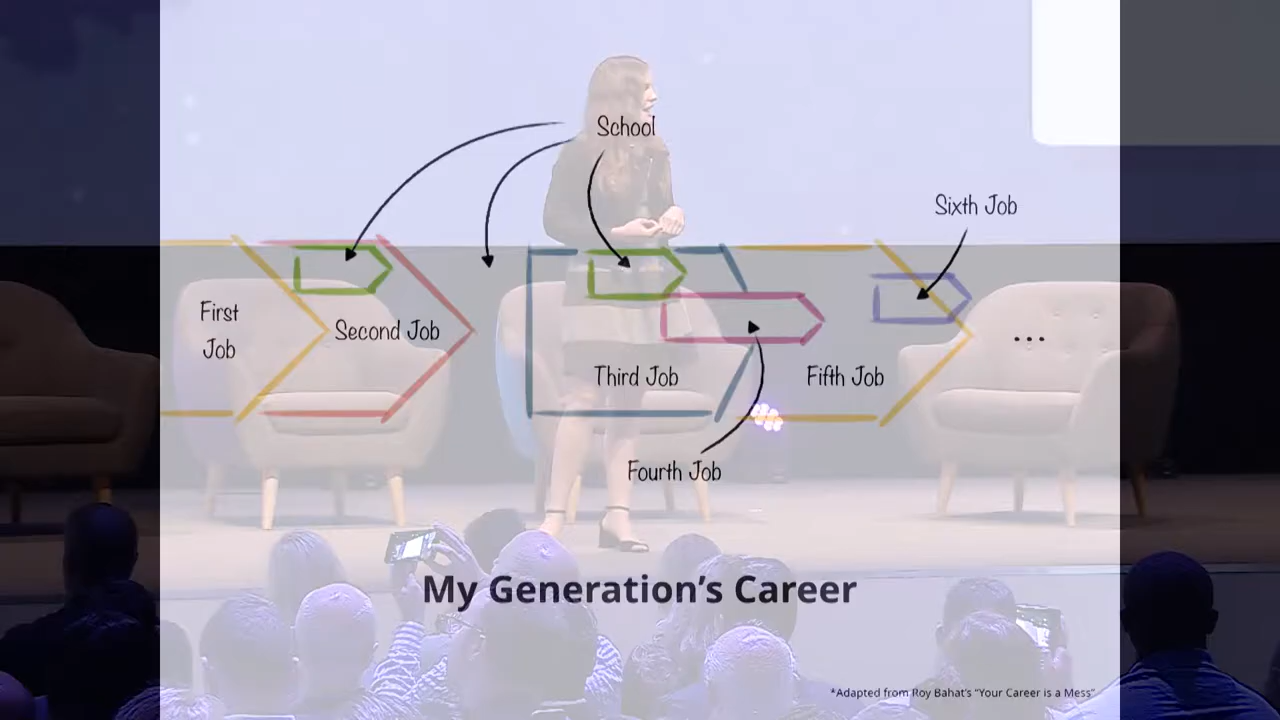 School
Sixth Job
First
Job
Second Job
...
Third Job
Fifth Job
Fourth Job
My Generation’s Career
*Adapted from Roy Bahat’s “Your Career is a Mess”